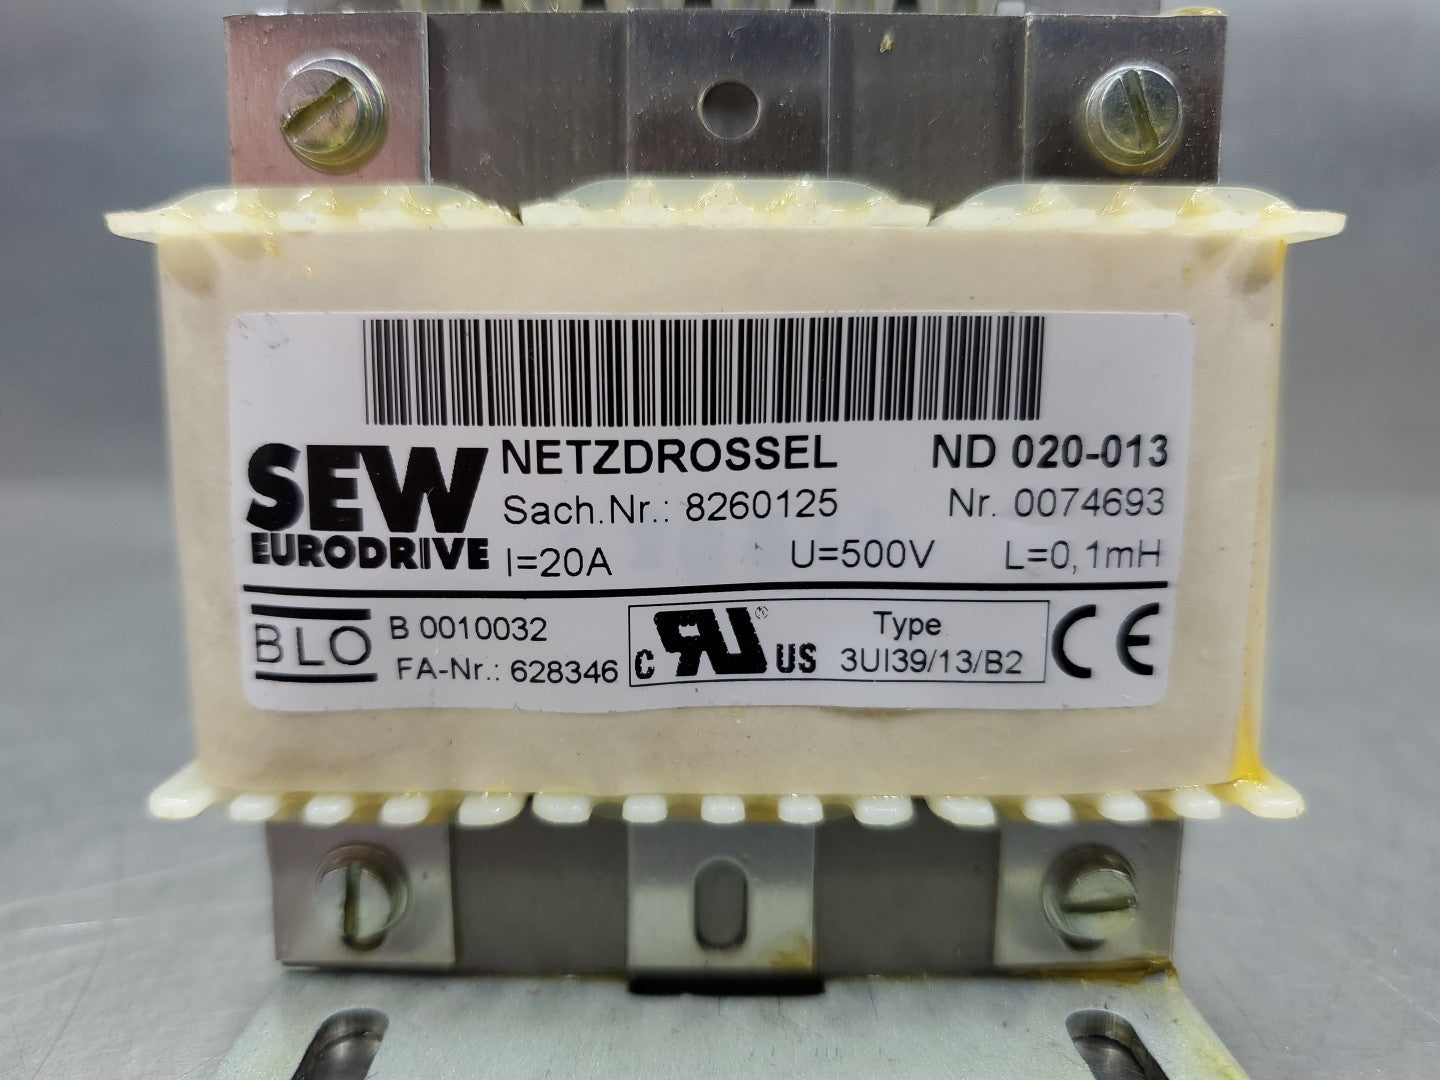 SEW
EURODRIVE
NETZDROSSEL ND 020-013
Sach.Nr.: 8260125 Nr. 0074693
I=20A U=500V L=0,1mH
BLO
B 0010032
FA-Nr.: 628346
c RU ® US
Type
3UI39/13/B2
CE